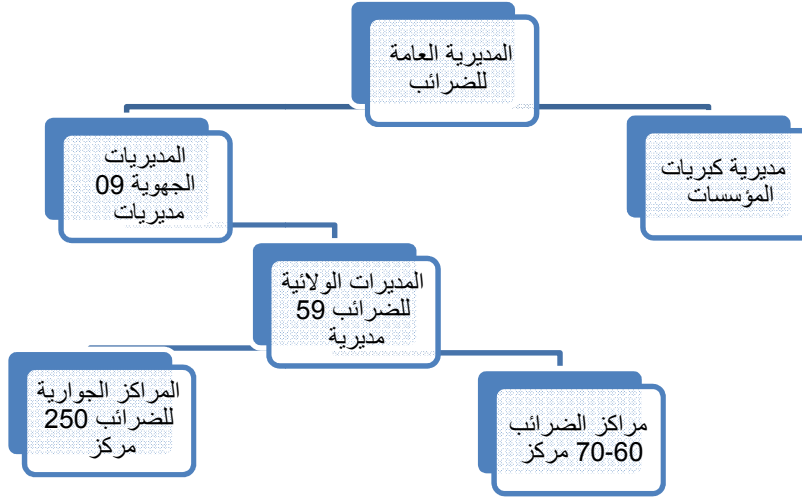 المديرية العامة
للضرائب
مديرية كبريات
المؤسسات
المديريات
الجهوية 09
مديريات
المديرات الولائية
للضرائب 59
مديرية
مراكز الضرائب
60-70 مركز
المراكز الجوارية
للضرائب 250
مركز